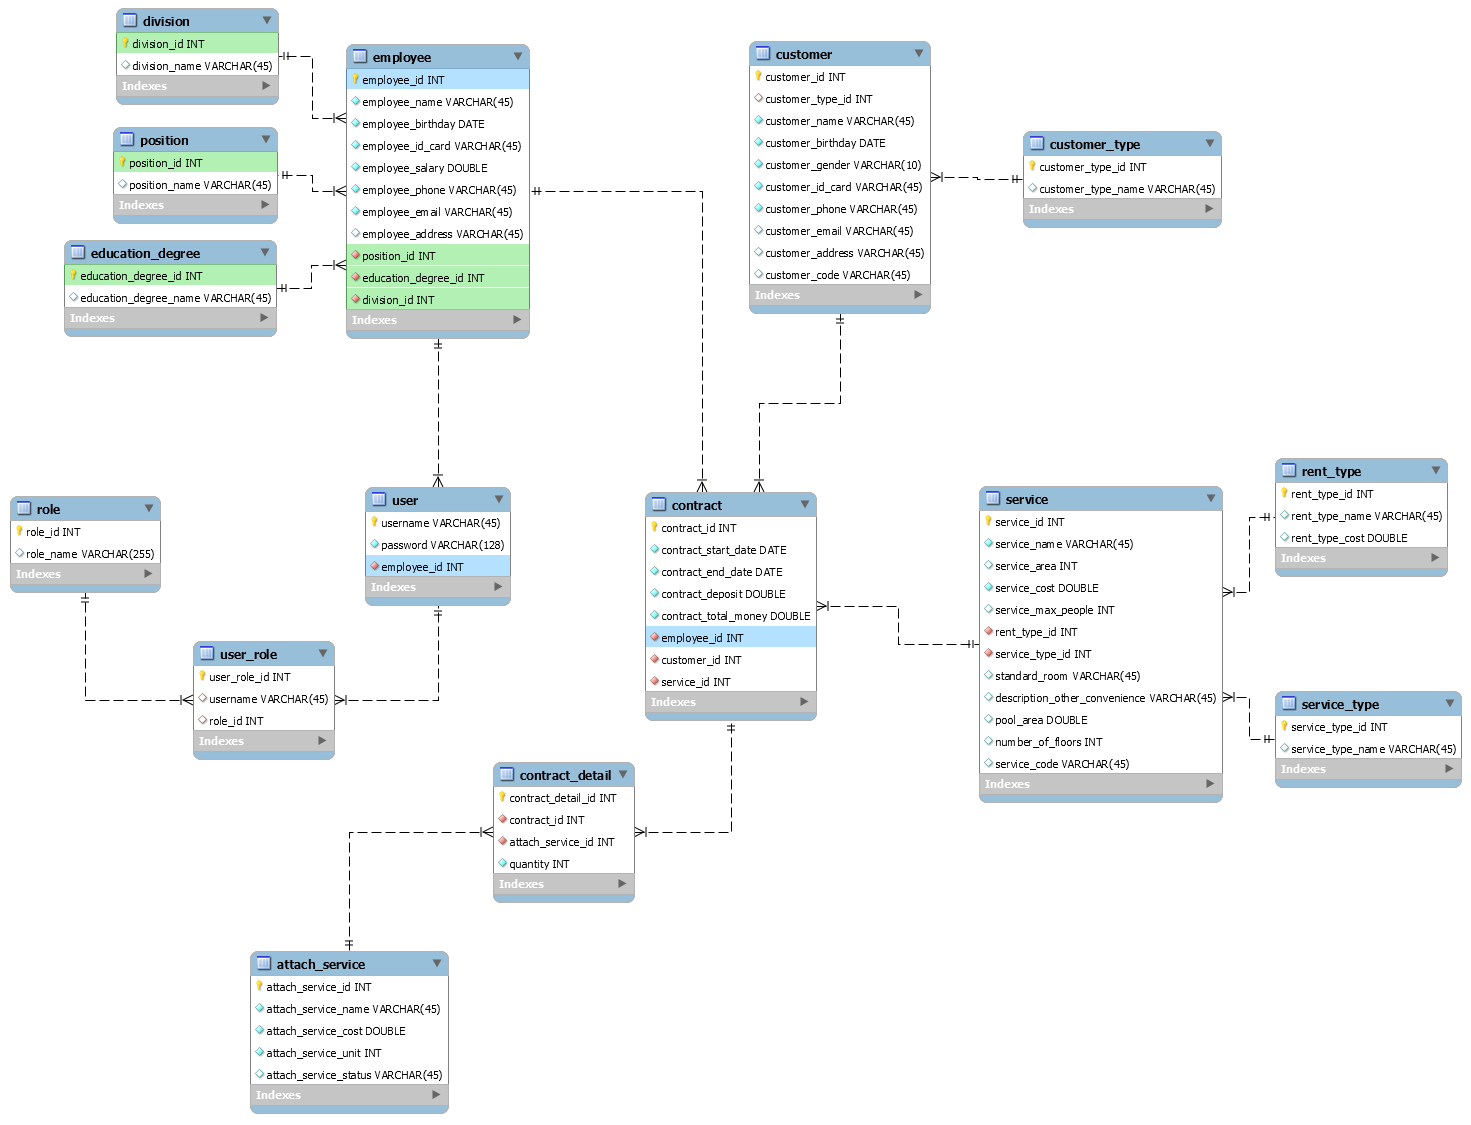 division
division_id INT
division_name VARCHAR(45)
Indexes
position
position_id INT
position_name VARCHAR(45)
Indexes
education_degree
education_degree_id INT
education_degree_name VARCHAR(45)
Indexes
employee
employee_id INT
employee_name VARCHAR(45)
employee_birthday DATE
employee_id_card VARCHAR(45)
employee_salary DOUBLE
employee_phone VARCHAR(45)
employee_email VARCHAR(45)
employee_address VARCHAR(45)
position_id INT
education_degree_id INT
division_id INT
Indexes
customer
customer_id INT
customer_type_id INT
customer_name VARCHAR(45)
customer_birthday DATE
customer_gender VARCHAR(10)
customer_id_card VARCHAR(45)
customer_phone VARCHAR(45)
customer_email VARCHAR(45)
customer_address VARCHAR(45)
customer_code VARCHAR(45)
Indexes
customer_type
customer_type_id INT
customer_type_name VARCHAR(45)
Indexes
role
role_id INT
role_name VARCHAR(255)
Indexes
user
username VARCHAR(45)
password VARCHAR(128)
employee_id INT
Indexes
user_role
user_role_id INT
username VARCHAR(45)
role_id INT
Indexes
contract
contract_id INT
contract_start_date DATE
contract_end_date DATE
contract_deposit DOUBLE
contract_total_money DOUBLE
employee_id INT
customer_id INT
service_id INT
Indexes
service
service_id INT
service_name VARCHAR(45)
service_area INT
service_cost DOUBLE
service_max_people INT
rent_type_id INT
service_type_id INT
standard_room VARCHAR(45)
description_other_convenience VARCHAR(45)
pool_area DOUBLE
number_of_floors INT
service_code VARCHAR(45)
Indexes
rent_type
rent_type_id INT
rent_type_name VARCHAR(45)
rent_type_cost DOUBLE
Indexes
service_type
service_type_id INT
service_type_name VARCHAR(45)
Indexes
contract_detail
contract_detail_id INT
contract_id INT
attach_service_id INT
quantity INT
Indexes
attach_service
attach_service_id INT
attach_service_name VARCHAR(45)
attach_service_cost DOUBLE
attach_service_unit INT
attach_service_status VARCHAR(45)
Indexes